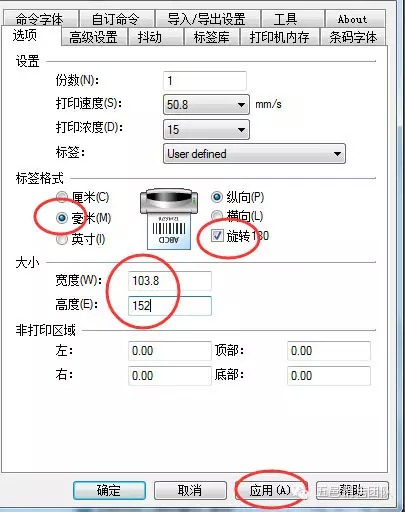 命令字体 自订命令 导入/导出设置 工具 About
选项 高级设置 抖动 标签库 打印机内存 条码字体
设置
份数(N): 1
打印速度(S): 50.8 mm/s
打印浓度(D): 15
标签: User defined
标签格式
厘米(C) 纵向(P)
毫米(M) 横向(L)
英寸(I) 旋转180
ABCD
大小
宽度(W): 103.8
高度(E): 152
非打印区域
左: 0.00 顶部: 0.00
右: 0.00 底部: 0.00
确定 取消 应用(A) 帮助